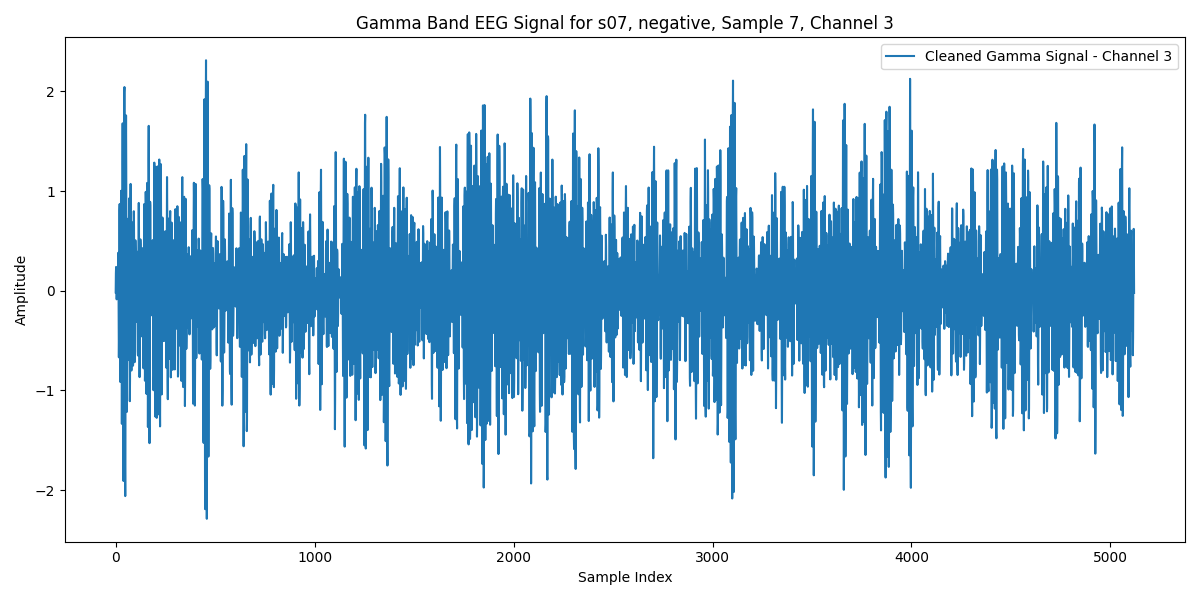 Gamma Band EEG Signal for s07, negative, Sample 7, Channel 3
Cleaned Gamma Signal - Channel 3
Amplitude
2
1
0
−1
−2
0 1000 2000 3000 4000 5000
Sample Index